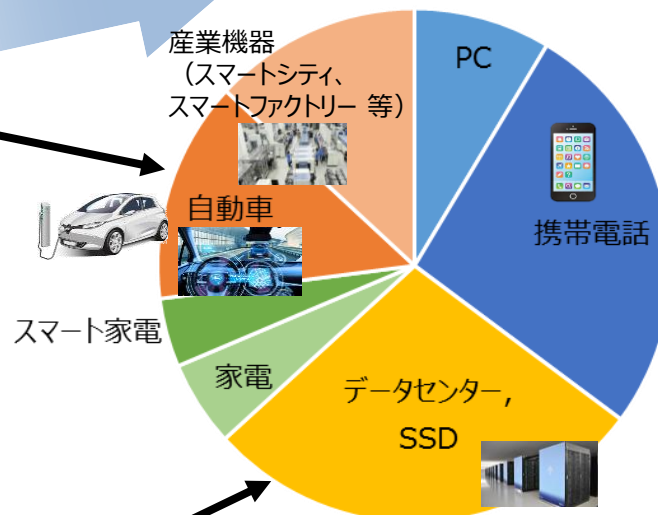 産業機器
（スマートシティ、
スマートファクトリー 等）
PC
携帯電話
自動車
スマート家電
家電
データセンター,
SSD